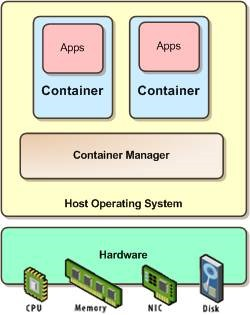 Apps
Apps
Container
Container
Container Manager
Host Operating System
Hardware
CPU
Memory
NIC
Disk